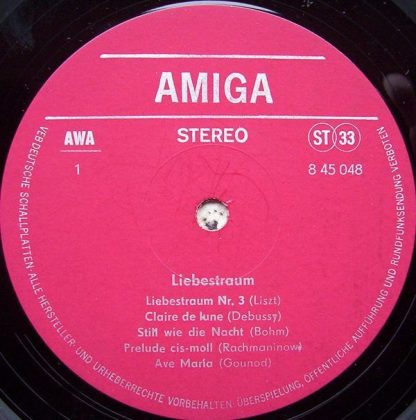 AMIGA
AWA
STEREO
ST 33
1
8 45 048
Liebestraum
Liebestraum Nr. 3 (Liszt)
Claire de lune (Debussy)
Still wie die Nacht (Bohm)
Prelude cis-moll (Rachmaninow)
Ave Maria (Gounod)
VEB DEUTSCHE SCHALLPLATTEN · ALLE HERSTELLER- UND URHEBERRECHTE VORBEHALTEN · ÜBERSPIELUNG, ÖFFENTLICHE AUFFÜHRUNG UND RUNDFUNKSENDUNG VERBOTEN